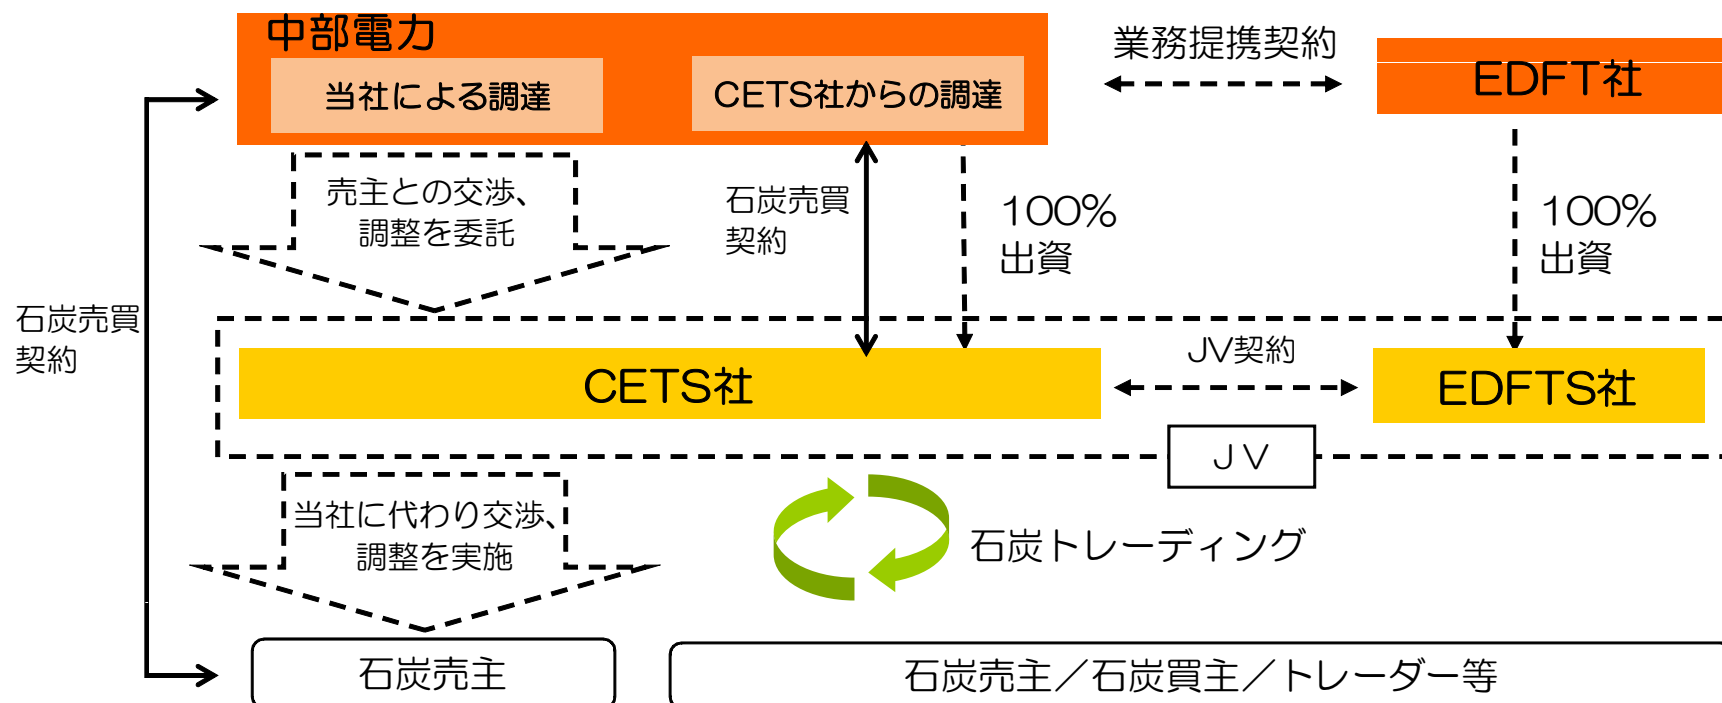 中部電力
当社による調達
CETS社からの調達
業務提携契約
EDFT社
売主との交渉、
調整を委託
石炭売買
契約
100%
出資
100%
出資
石炭売買
契約
CETS社
JV契約
EDFTS社
JV
当社に代わり交渉、
調整を実施
石炭トレーディング
石炭売主
石炭売主／石炭買主／トレーダー等